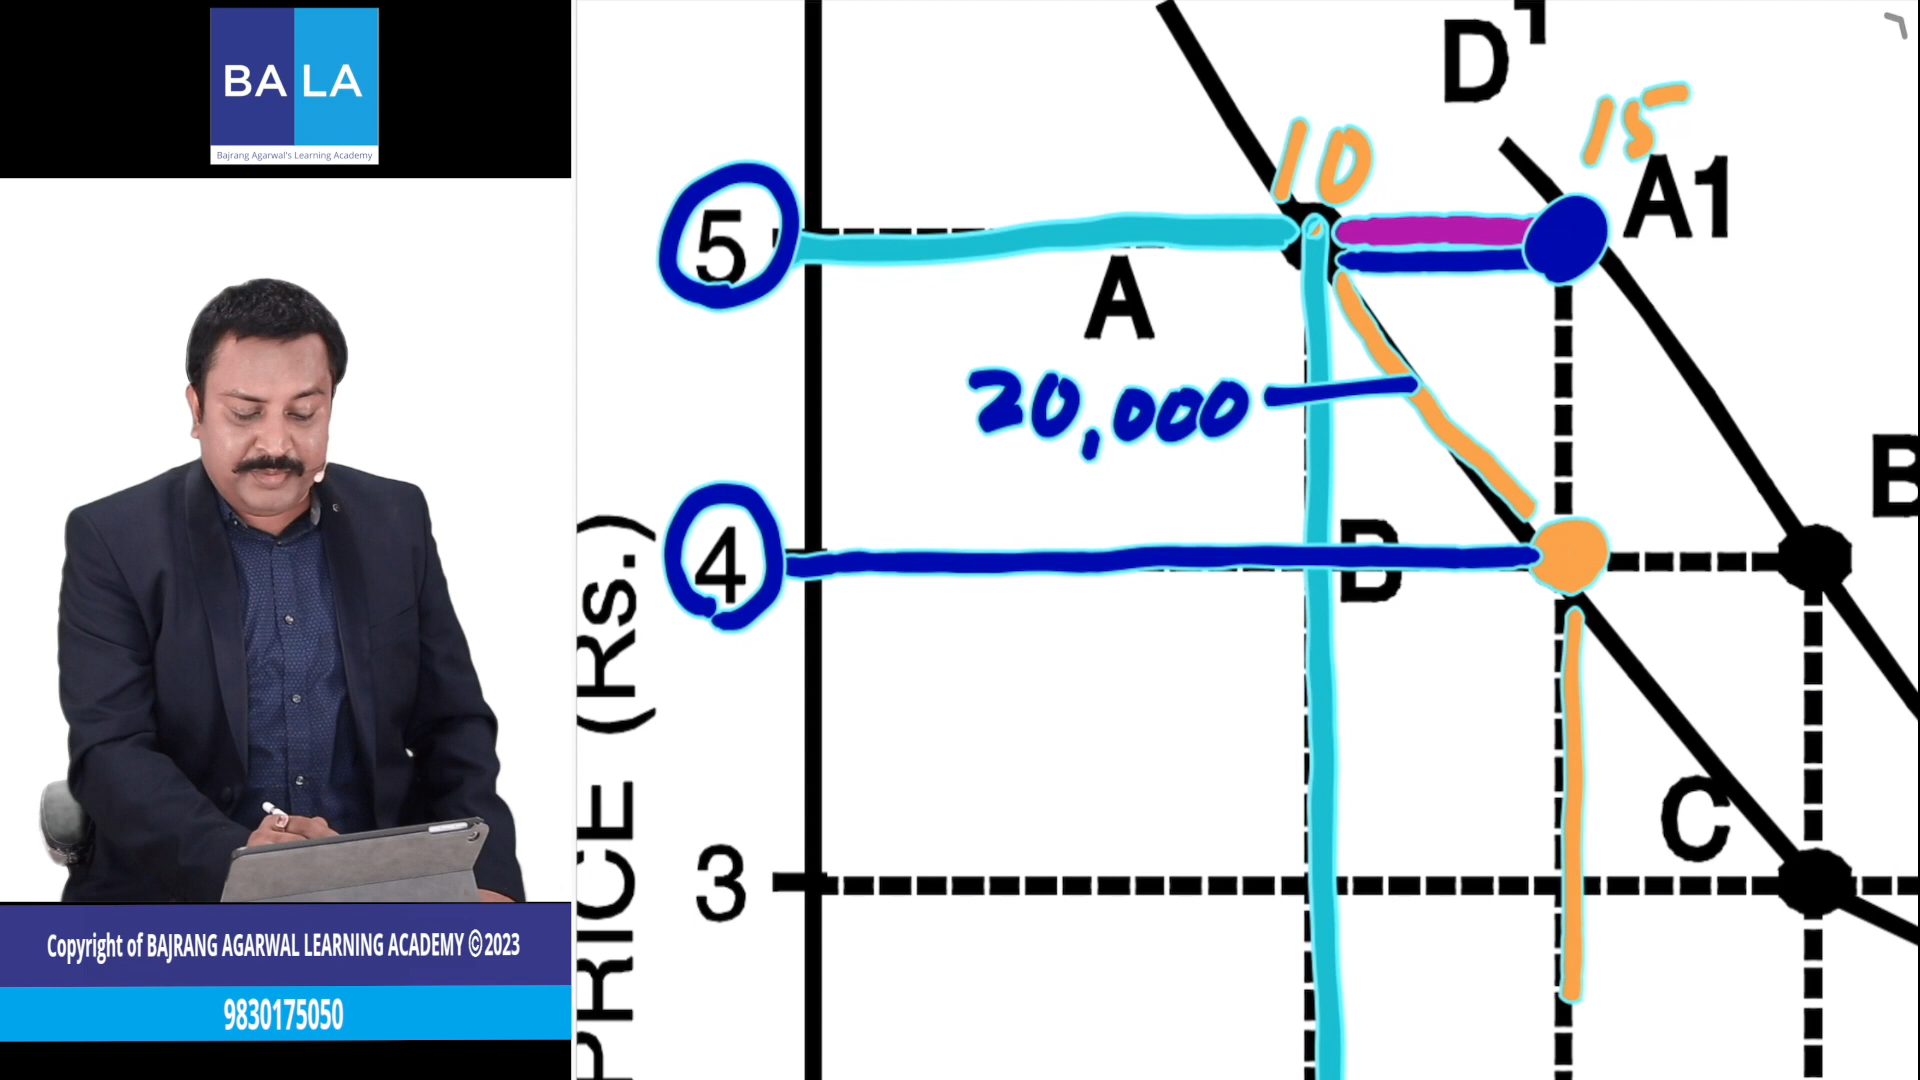 BA LA
Bajrang Agarwal's Learning Academy
D1
10
15
A1
5
A
20,000
B
4
B
PRICE (Rs.)
C
3
Copyright of BAJRANG AGARWAL LEARNING ACADEMY ©2023
9830175050